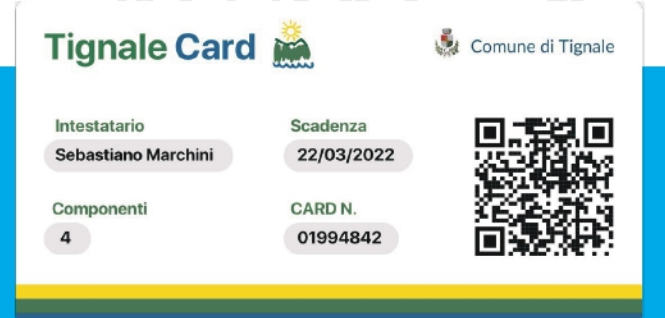 Tignale Card
Comune di Tignale
Intestatario
Scadenza
Sebastiano Marchini
22/03/2022
Componenti
CARD N.
4
01994842